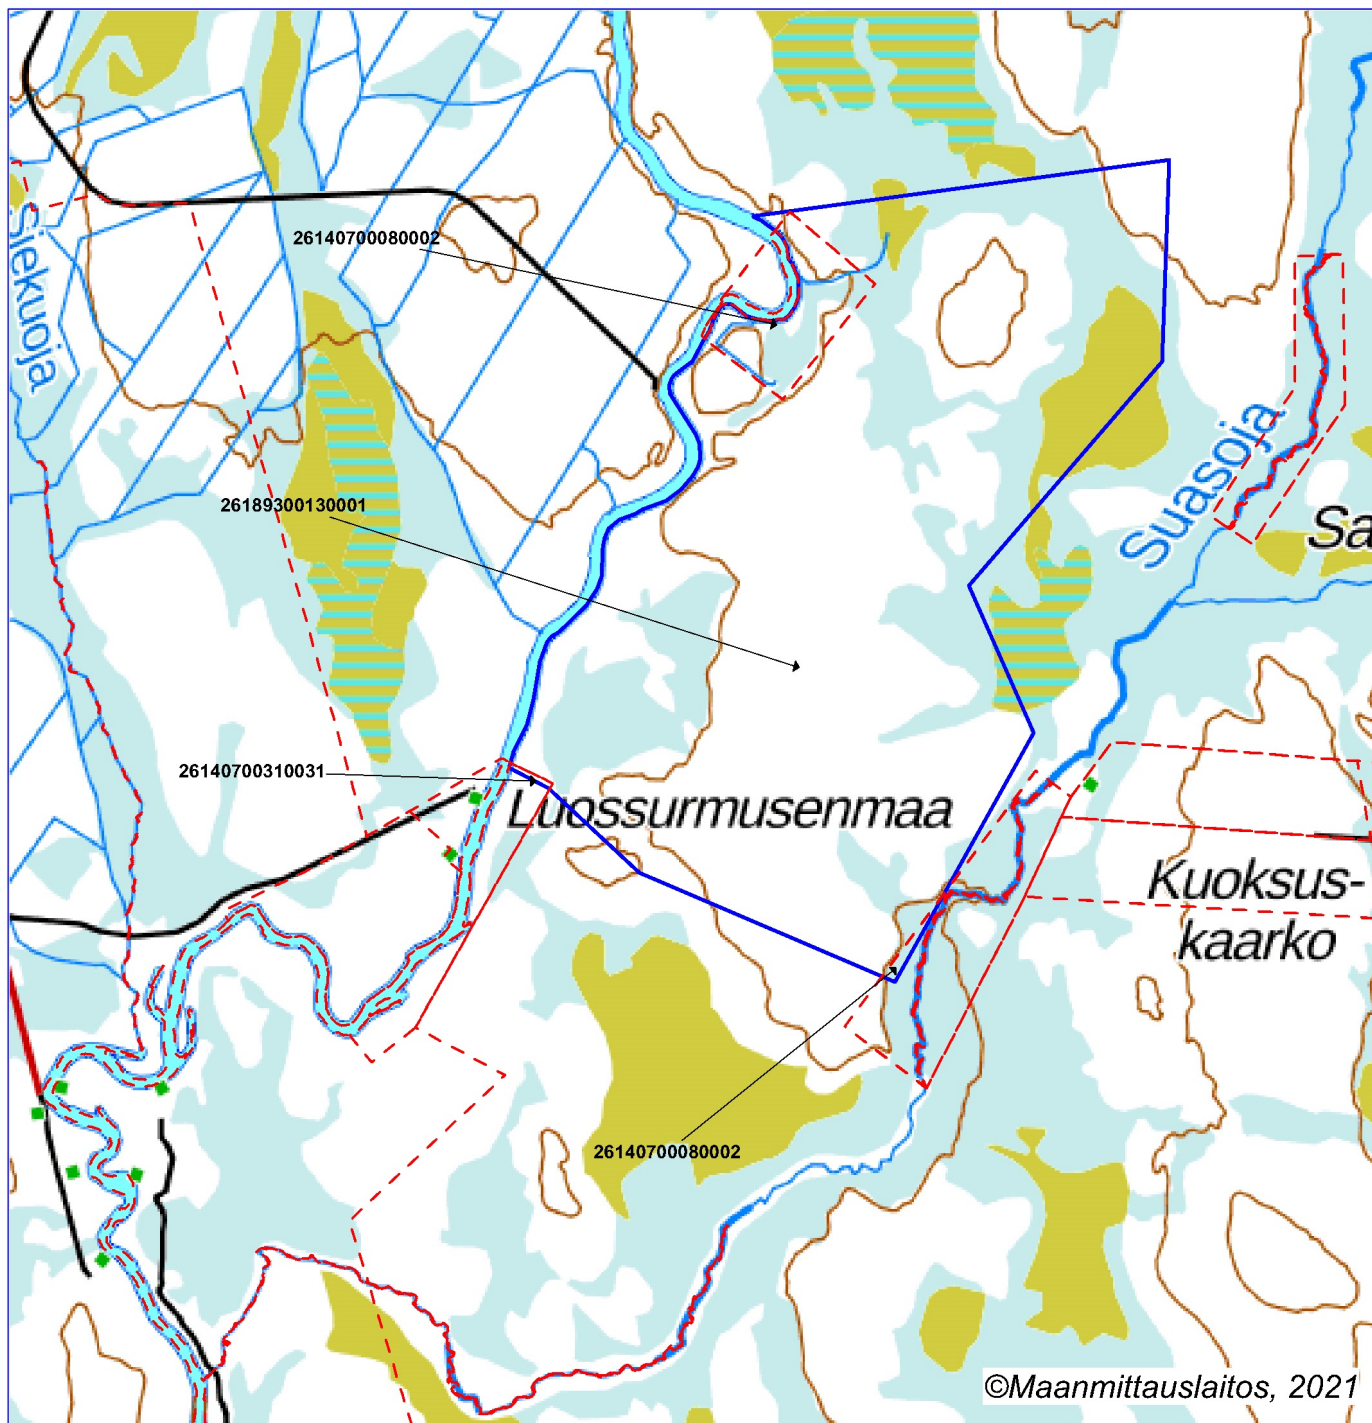 Siekuoja
26140700080002
26189300130001
Suasoja
Sa
26140700310031
Luossurmusenmaa
Kuoksus-
kaarko
26140700080002
©Maanmittauslaitos, 2021